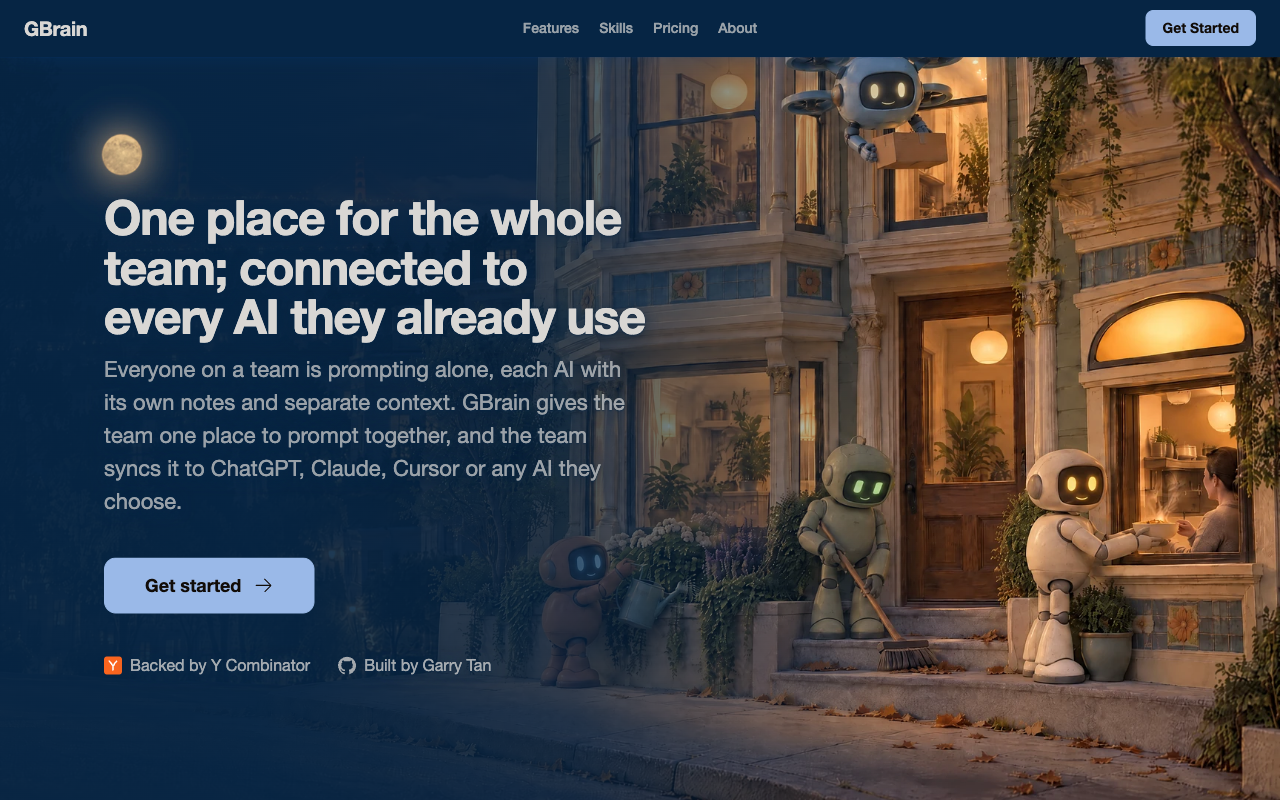 GBrain
Features
Skills
Pricing
About
Get Started
One place for the whole
team; connected to
every AI they already use
Everyone on a team is prompting alone, each AI with
its own notes and separate context. GBrain gives the
team one place to prompt together, and the team
syncs it to ChatGPT, Claude, Cursor or any AI they
choose.
Get started →
Y Backed by Y Combinator
Built by Garry Tan